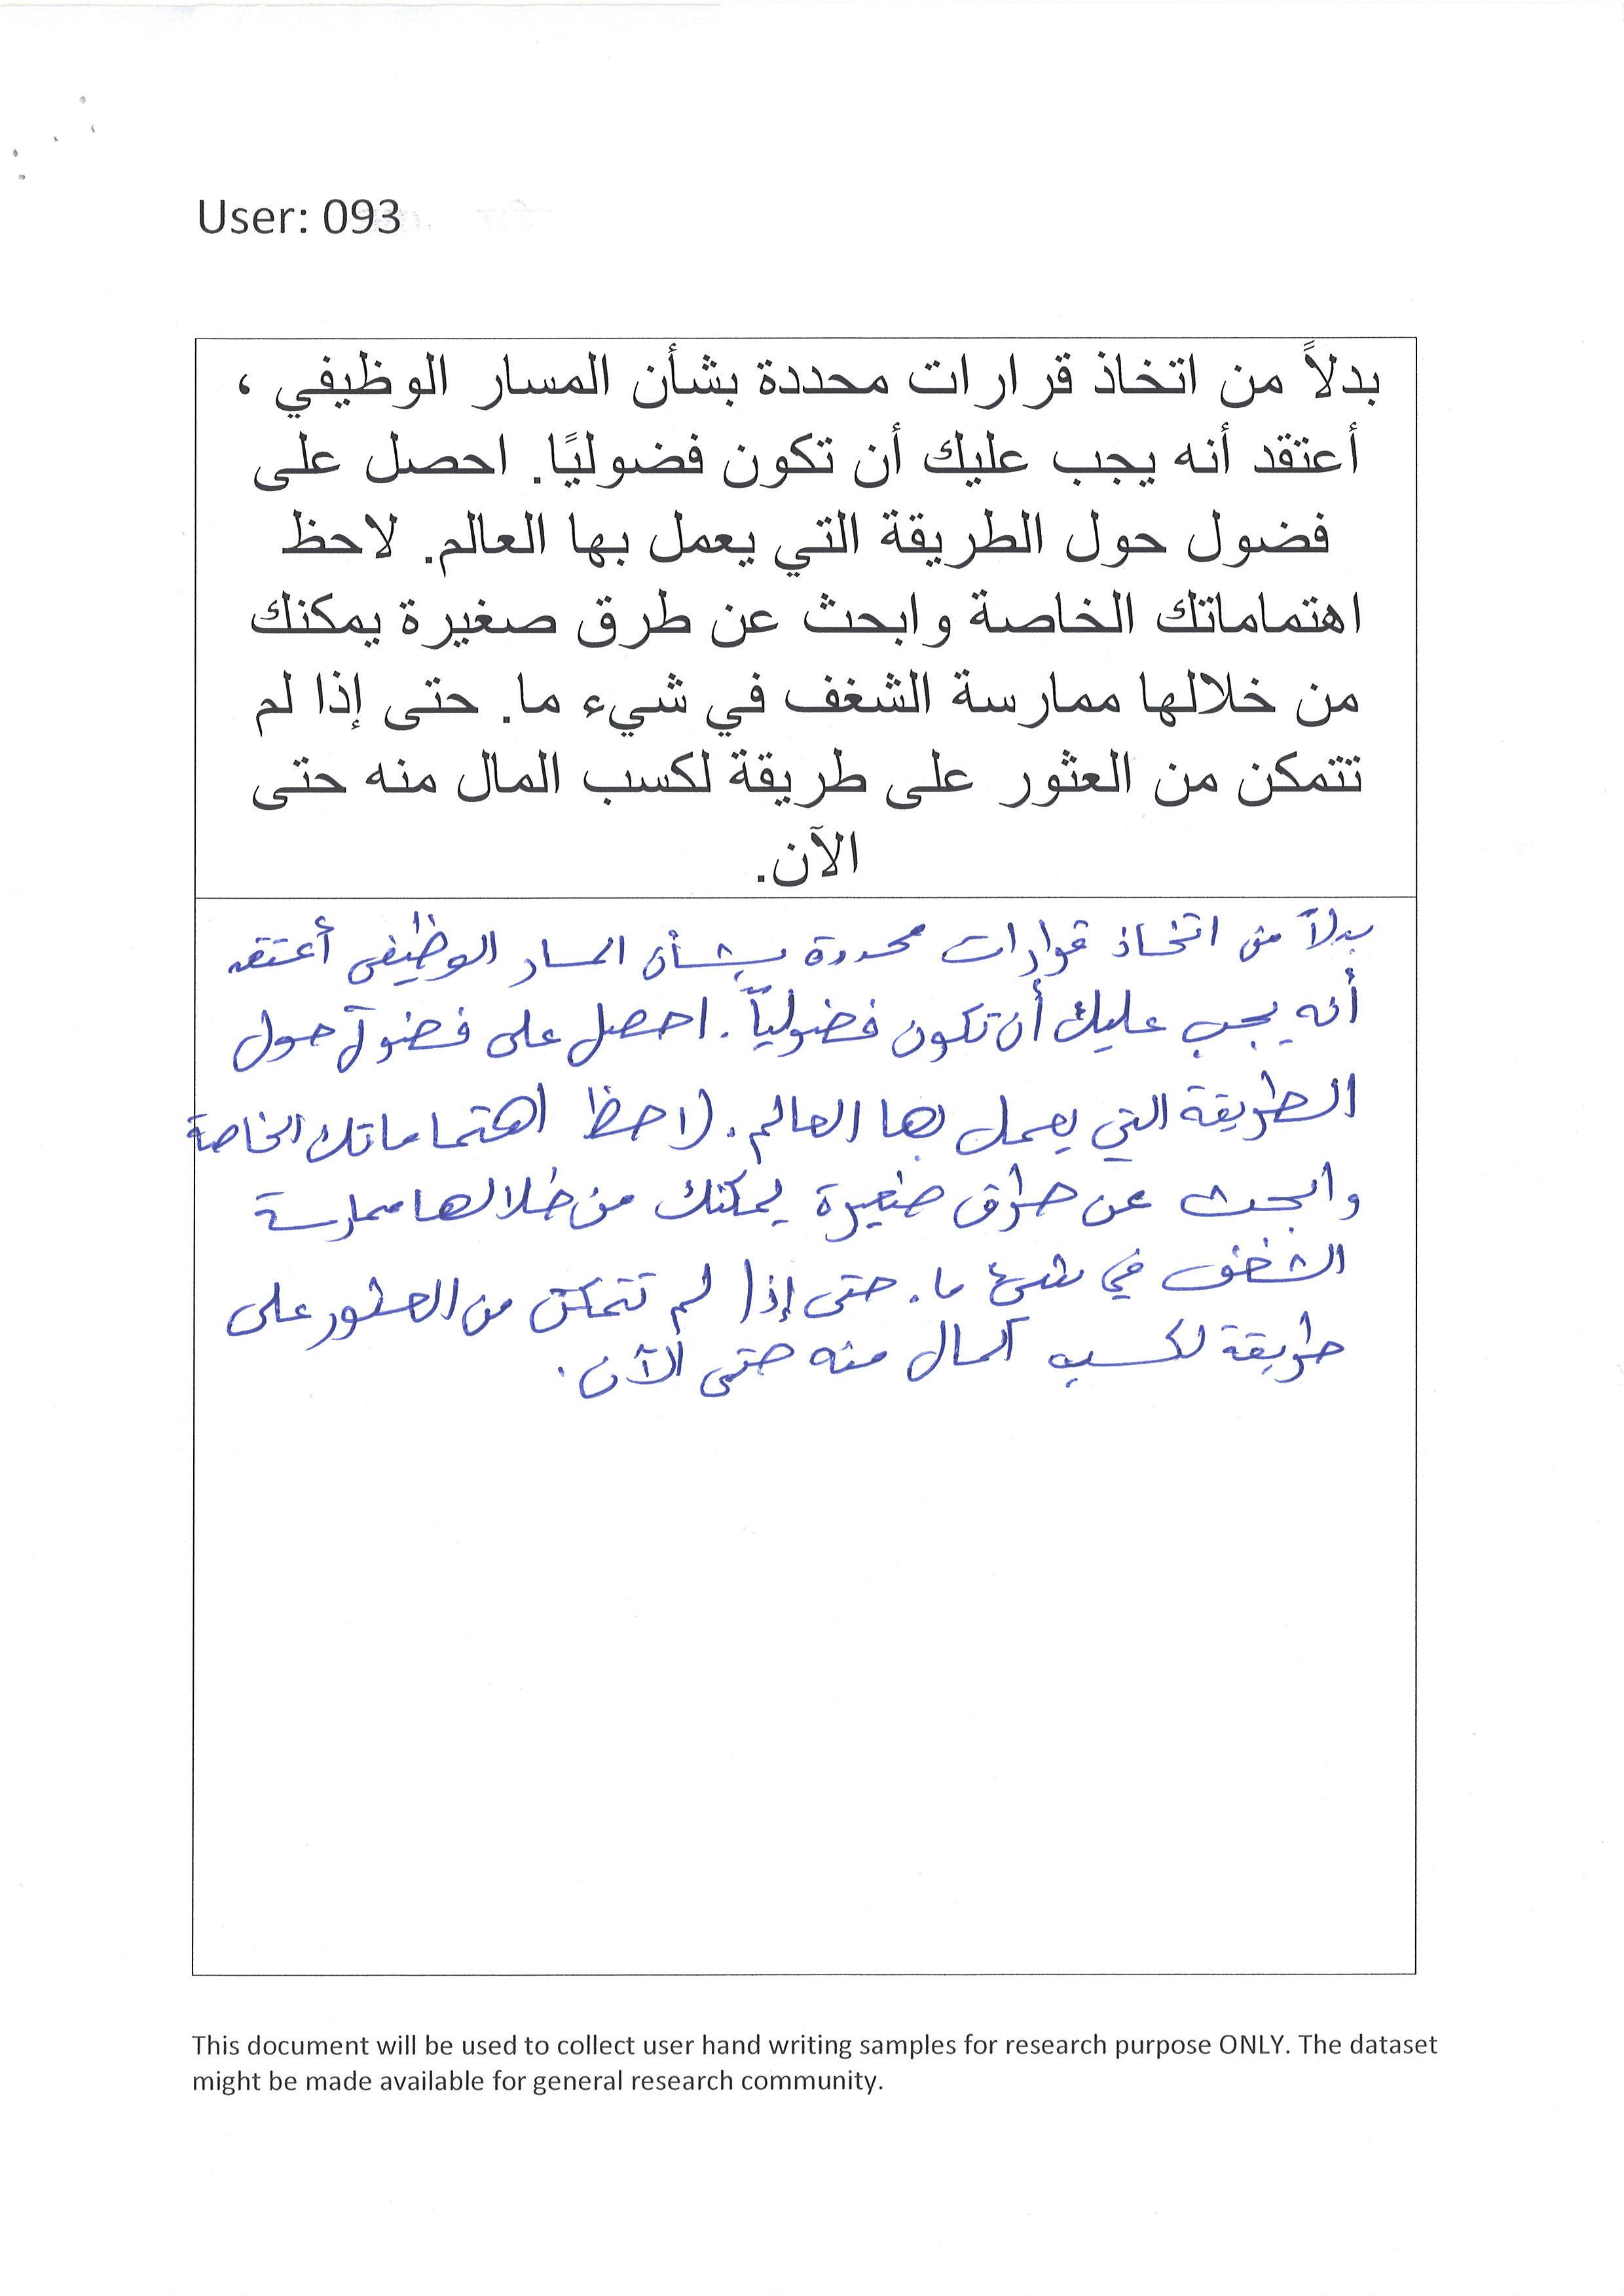 User: 093
بدلاً من اتخاذ قرارات محددة بشأن المسار الوظيفي ،
أعتقد أنه يجب عليك أن تكون فضوليًا. احصل على
فضول حول الطريقة التي يعمل بها العالم. لاحظ
اهتماماتك الخاصة وابحث عن طرق صغيرة يمكنك
من خلالها ممارسة الشغف في شيء ما. حتى إذا لم
تتمكن من العثور على طريقة لكسب المال منه حتى
الآن.
بدلاً من اتخاذ قرارات محددة بشأن المسار الوظيفى أعتقد
أنه يجب عليك أن تكون فضولياً. احصل على فضول حول
الطريقة التي يعمل بها العالم. لاحظ اهتماماتك الخاصة
وابحث عن طرق صغيرة يمكنك من خلالها ممارسة
الشغف في شيء ما. حتى إذا لم تتمكن من العثور على
طريقة لكسب المال منه حتى الآن.
This document will be used to collect user hand writing samples for research purpose ONLY. The dataset
might be made available for general research community.